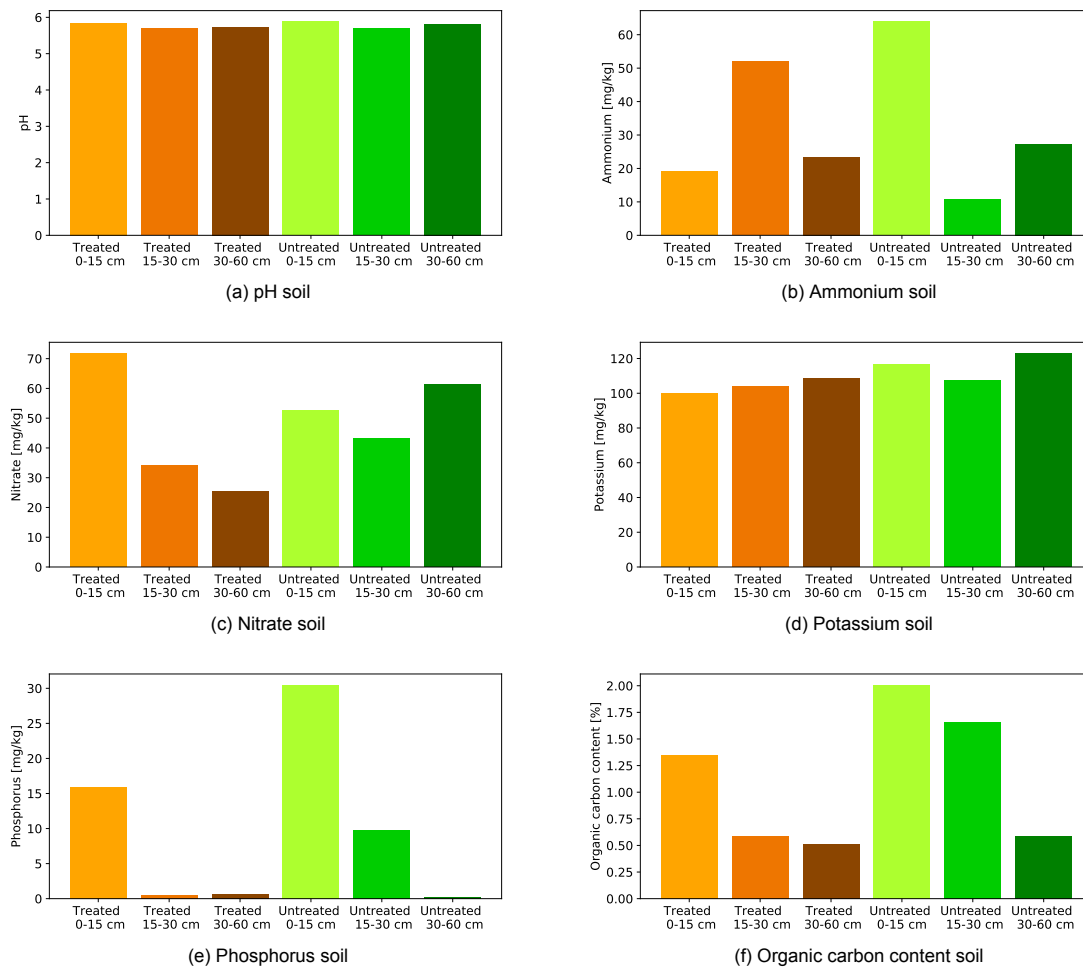 6
5
4
3
2
1
0
pH
Treated Treated Treated Untreated Untreated Untreated
0-15 cm 15-30 cm 30-60 cm 0-15 cm 15-30 cm 30-60 cm
(a) pH soil
60
50
40
30
20
10
0
Ammonium [mg/kg]
Treated Treated Treated Untreated Untreated Untreated
0-15 cm 15-30 cm 30-60 cm 0-15 cm 15-30 cm 30-60 cm
(b) Ammonium soil
70
60
50
40
30
20
10
0
Nitrate [mg/kg]
Treated Treated Treated Untreated Untreated Untreated
0-15 cm 15-30 cm 30-60 cm 0-15 cm 15-30 cm 30-60 cm
(c) Nitrate soil
120
100
80
60
40
20
0
Potassium [mg/kg]
Treated Treated Treated Untreated Untreated Untreated
0-15 cm 15-30 cm 30-60 cm 0-15 cm 15-30 cm 30-60 cm
(d) Potassium soil
30
25
20
15
10
5
0
Phosphorus [mg/kg]
Treated Treated Treated Untreated Untreated Untreated
0-15 cm 15-30 cm 30-60 cm 0-15 cm 15-30 cm 30-60 cm
(e) Phosphorus soil
2.00
1.75
1.50
1.25
1.00
0.75
0.50
0.25
0.00
Organic carbon content [%]
Treated Treated Treated Untreated Untreated Untreated
0-15 cm 15-30 cm 30-60 cm 0-15 cm 15-30 cm 30-60 cm
(f) Organic carbon content soil